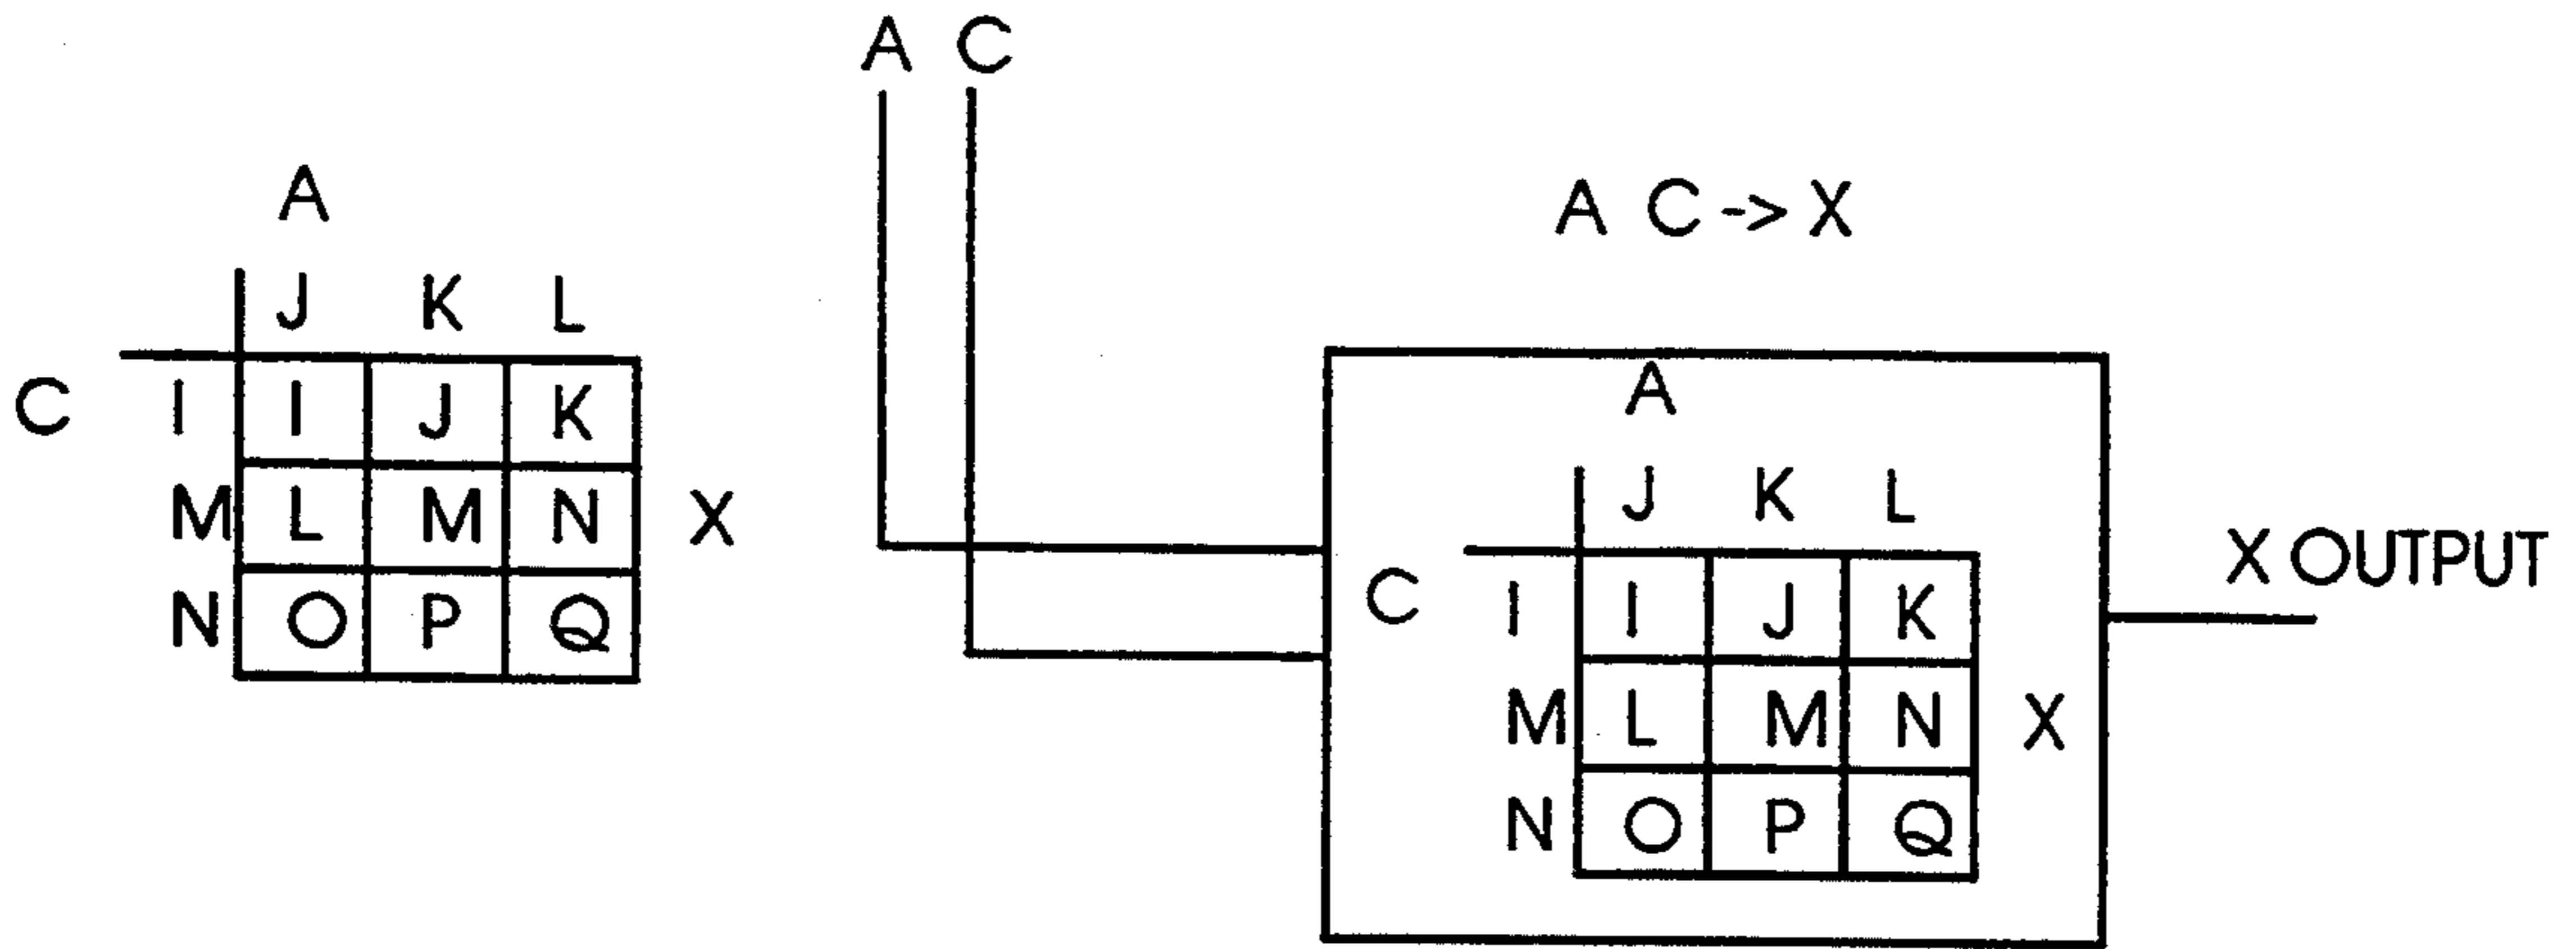 A
J K L
C I I J K
M L M N X
N O P Q
A C
A C -> X
A
J K L
C I I J K
M L M N X
N O P Q
X OUTPUT